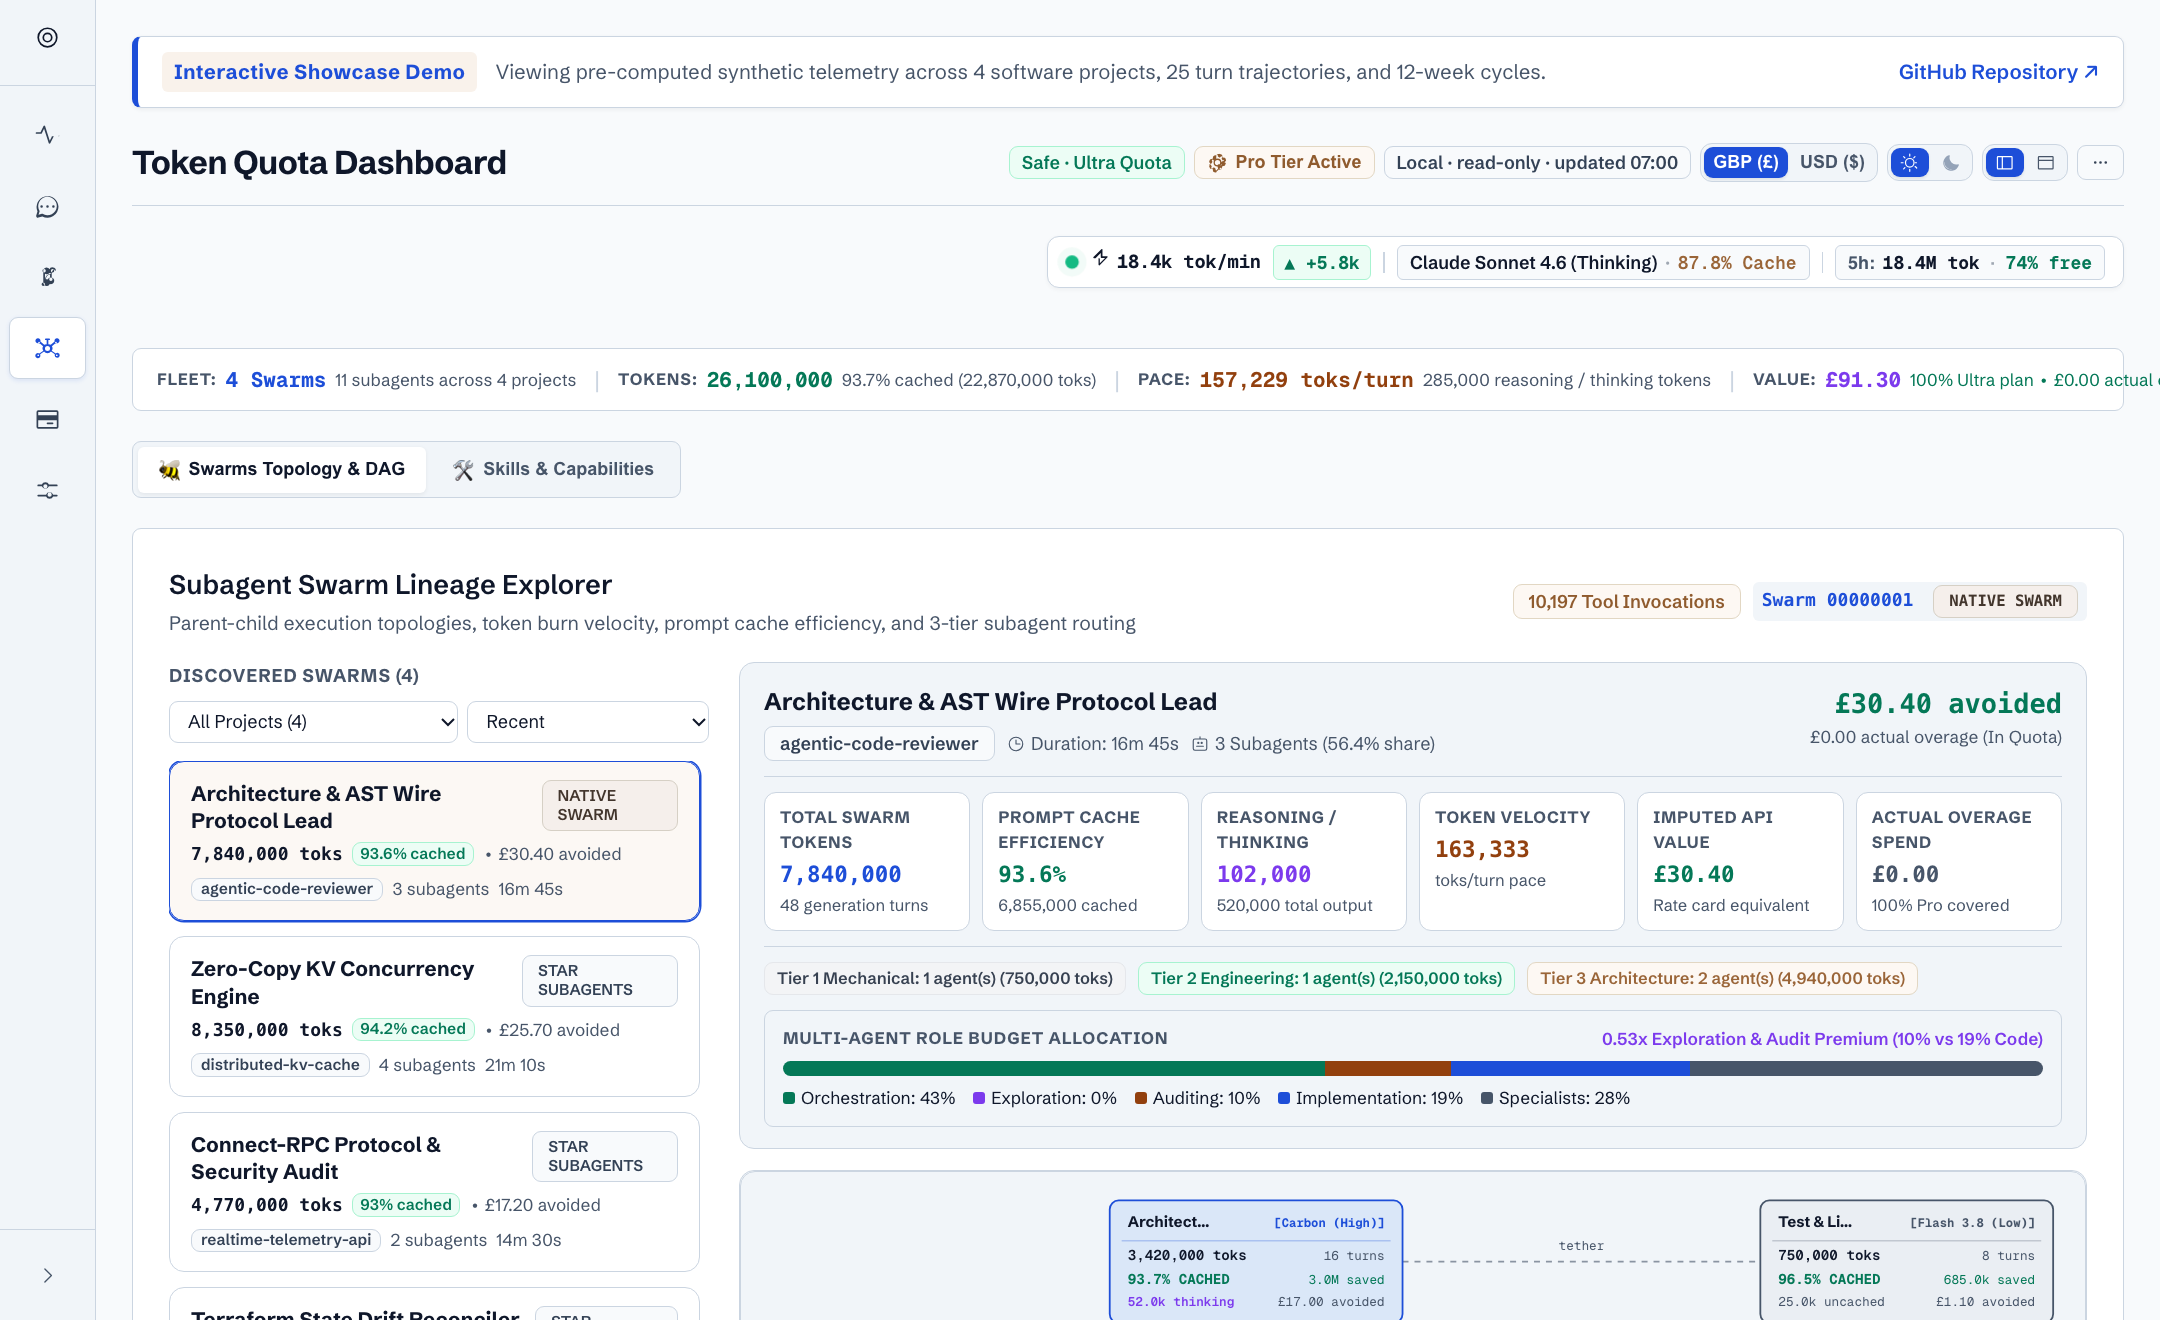 Interactive Showcase Demo Viewing pre-computed synthetic telemetry across 4 software projects, 25 turn trajectories, and 12-week cycles. GitHub Repository ↗
Token Quota Dashboard
Safe · Ultra Quota Pro Tier Active Local · read-only · updated 07:00 GBP (£) USD ($) ···
18.4k tok/min ▲ +5.8k Claude Sonnet 4.6 (Thinking) · 87.8% Cache 5h: 18.4M tok · 74% free
FLEET: 4 Swarms 11 subagents across 4 projects TOKENS: 26,100,000 93.7% cached (22,870,000 toks) PACE: 157,229 toks/turn 285,000 reasoning / thinking tokens VALUE: £91.30 100% Ultra plan • £0.00 actual
Swarms Topology & DAG Skills & Capabilities
Subagent Swarm Lineage Explorer
Parent-child execution topologies, token burn velocity, prompt cache efficiency, and 3-tier subagent routing
10,197 Tool Invocations Swarm 00000001 NATIVE SWARM
DISCOVERED SWARMS (4)
All Projects (4) Recent
Architecture & AST Wire
Protocol Lead
NATIVE
SWARM
7,840,000 toks 93.6% cached • £30.40 avoided
agentic-code-reviewer 3 subagents 16m 45s
Zero-Copy KV Concurrency
Engine
STAR
SUBAGENTS
8,350,000 toks 94.2% cached • £25.70 avoided
distributed-kv-cache 4 subagents 21m 10s
Connect-RPC Protocol &
Security Audit
STAR
SUBAGENTS
4,770,000 toks 93% cached • £17.20 avoided
realtime-telemetry-api 2 subagents 14m 30s
Terraform State Drift Reconciler
STAR
Architecture & AST Wire Protocol Lead
£30.40 avoided
agentic-code-reviewer Duration: 16m 45s 3 Subagents (56.4% share)
£0.00 actual overage (In Quota)
TOTAL SWARM
TOKENS
7,840,000
48 generation turns
PROMPT CACHE
EFFICIENCY
93.6%
6,855,000 cached
REASONING /
THINKING
102,000
520,000 total output
TOKEN VELOCITY
163,333
toks/turn pace
IMPUTED API
VALUE
£30.40
Rate card equivalent
ACTUAL OVERAGE
SPEND
£0.00
100% Pro covered
Tier 1 Mechanical: 1 agent(s) (750,000 toks) Tier 2 Engineering: 1 agent(s) (2,150,000 toks) Tier 3 Architecture: 2 agent(s) (4,940,000 toks)
MULTI-AGENT ROLE BUDGET ALLOCATION 0.53x Exploration & Audit Premium (10% vs 19% Code)
Orchestration: 43% Exploration: 0% Auditing: 10% Implementation: 19% Specialists: 28%
Architect... [Carbon (High)]
3,420,000 toks 16 turns
93.7% CACHED 3.0M saved
52.0k thinking £17.00 avoided
tether
Test & Li... [Flash 3.8 (Low)]
750,000 toks 8 turns
96.5% CACHED 685.0k saved
25.0k uncached £1.10 avoided